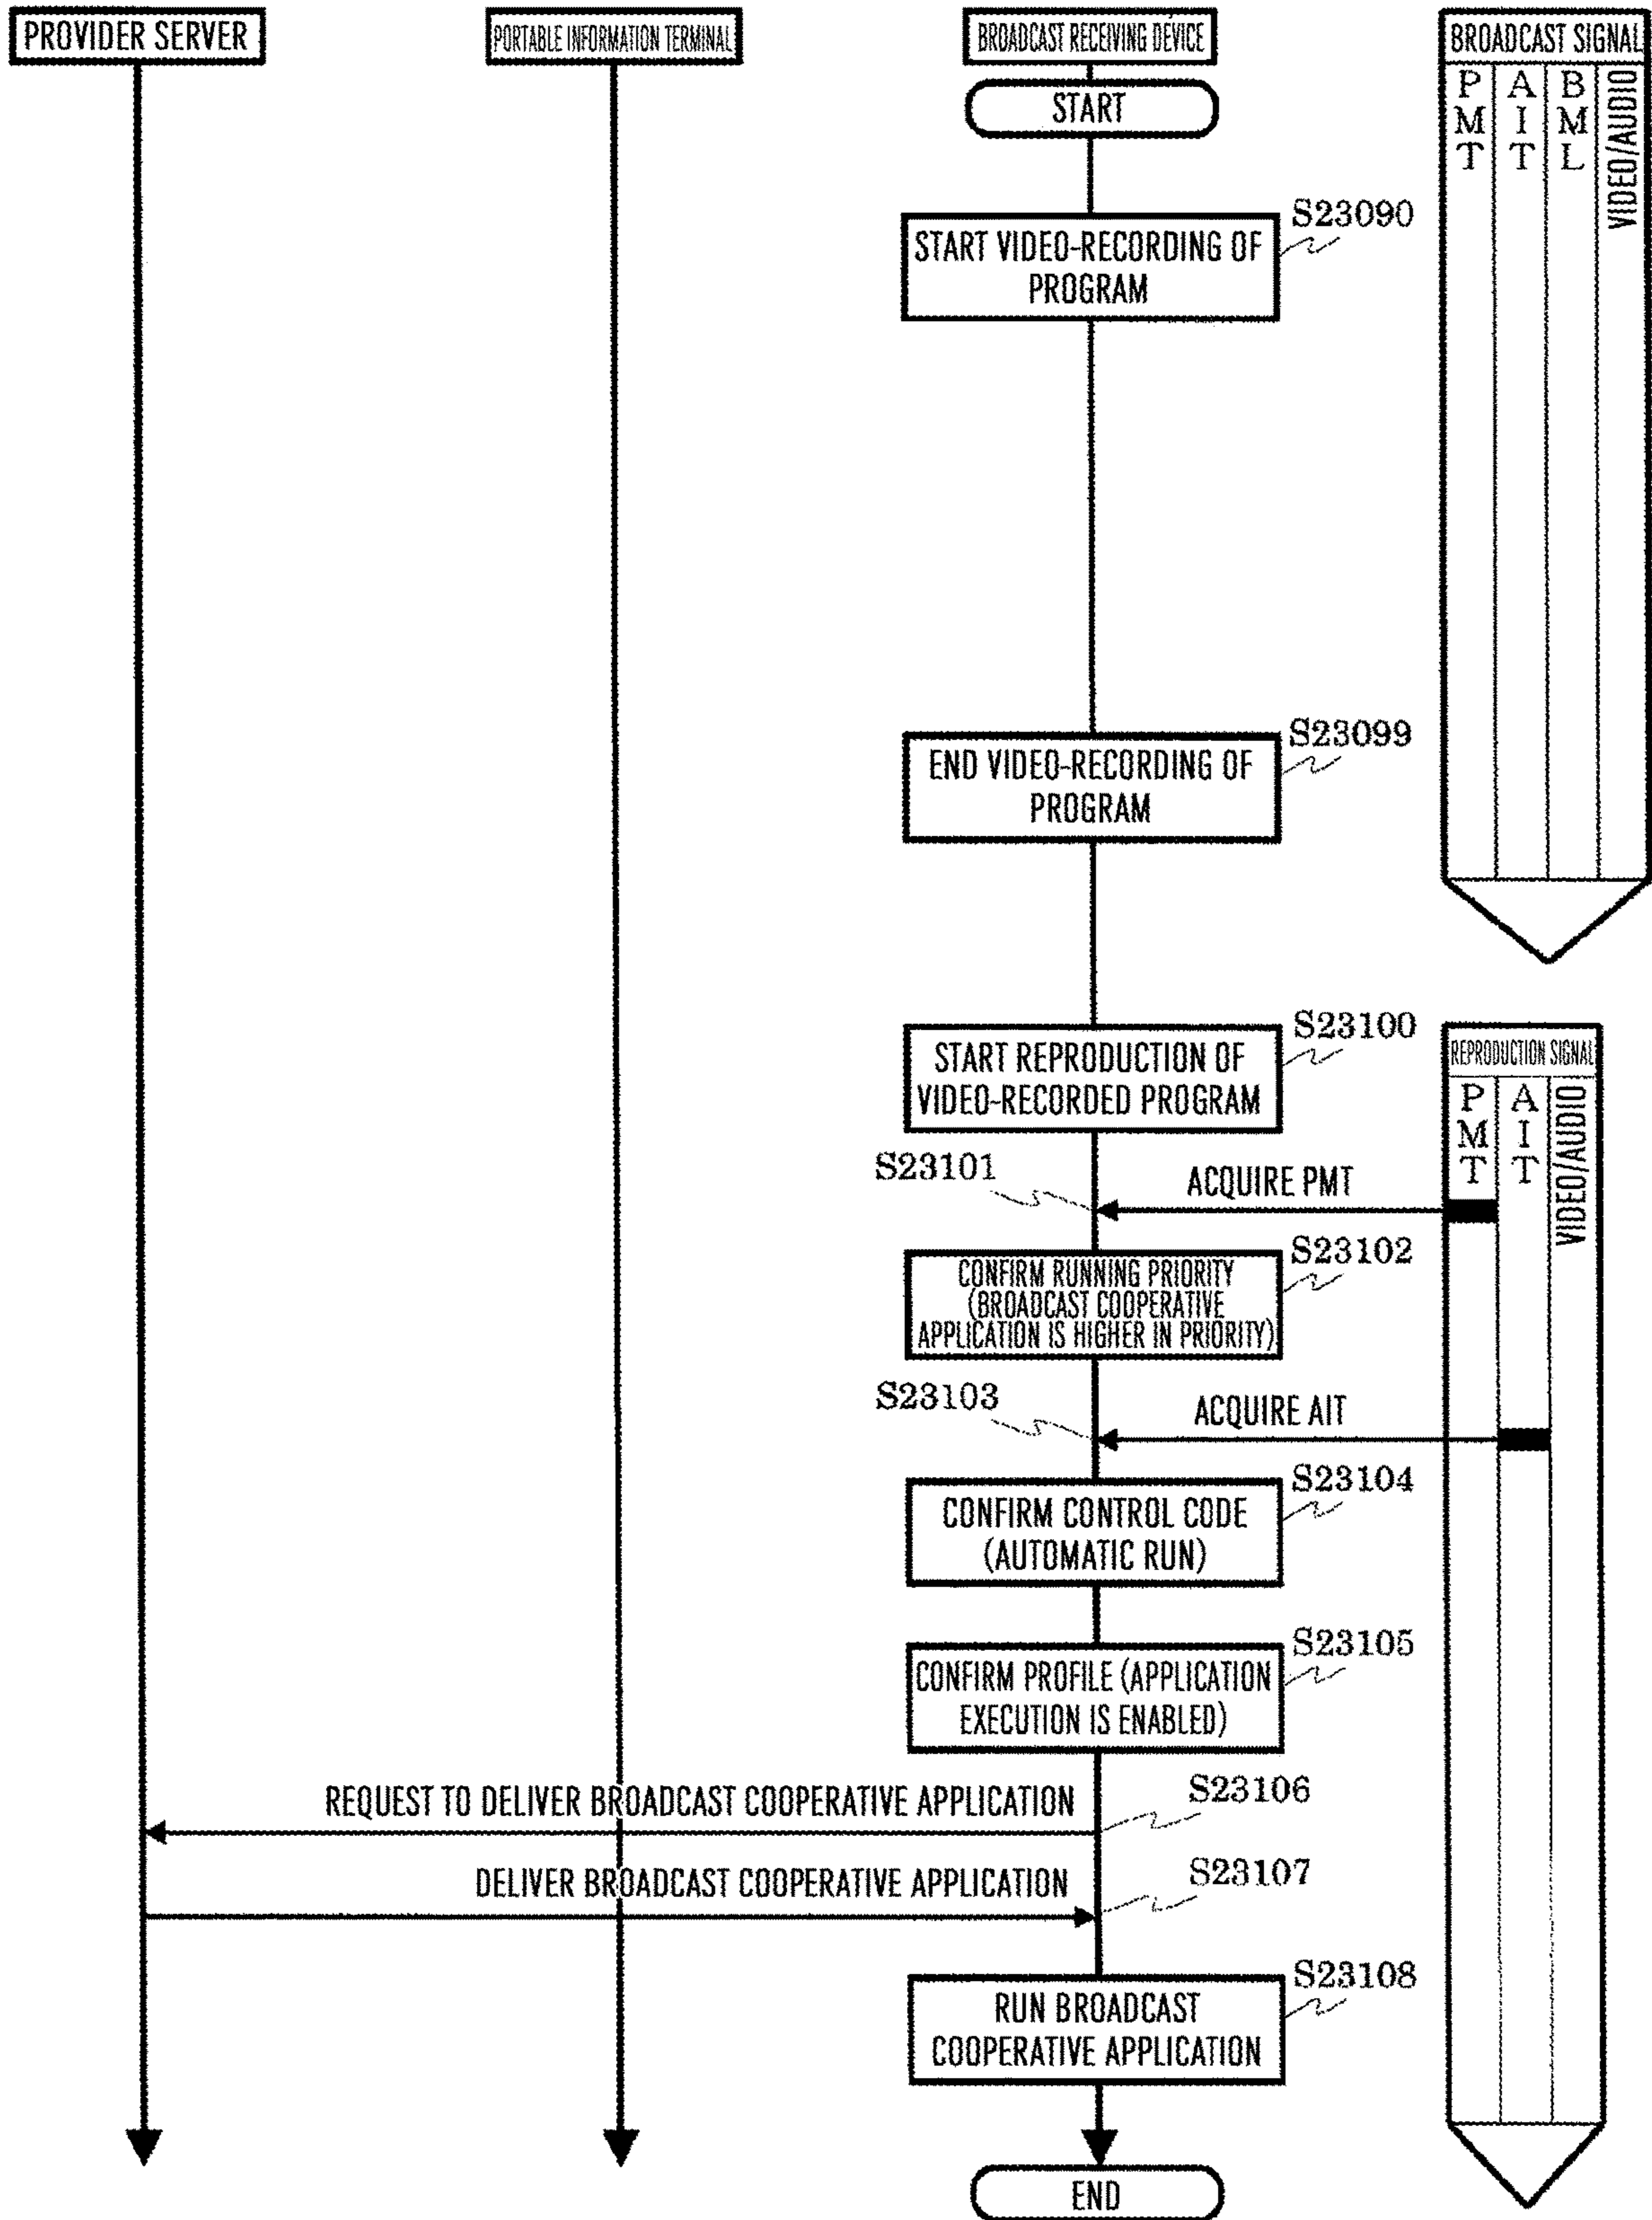 PROVIDER SERVER
PORTABLE INFORMATION TERMINAL
BROADCAST RECEIVING DEVICE
BROADCAST SIGNAL
PMT
AIT
BML
VIDEO/AUDIO
START
S23090
START VIDEO-RECORDING OF
PROGRAM
S23099
END VIDEO-RECORDING OF
PROGRAM
S23100
START REPRODUCTION OF
VIDEO-RECORDED PROGRAM
REPRODUCTION SIGNAL
PMT
AIT
VIDEO/AUDIO
S23101
ACQUIRE PMT
S23102
CONFIRM RUNNING PRIORITY
(BROADCAST COOPERATIVE
APPLICATION IS HIGHER IN PRIORITY)
S23103
ACQUIRE AIT
S23104
CONFIRM CONTROL CODE
(AUTOMATIC RUN)
S23105
CONFIRM PROFILE (APPLICATION
EXECUTION IS ENABLED)
REQUEST TO DELIVER BROADCAST COOPERATIVE APPLICATION
S23106
DELIVER BROADCAST COOPERATIVE APPLICATION
S23107
S23108
RUN BROADCAST
COOPERATIVE APPLICATION
END